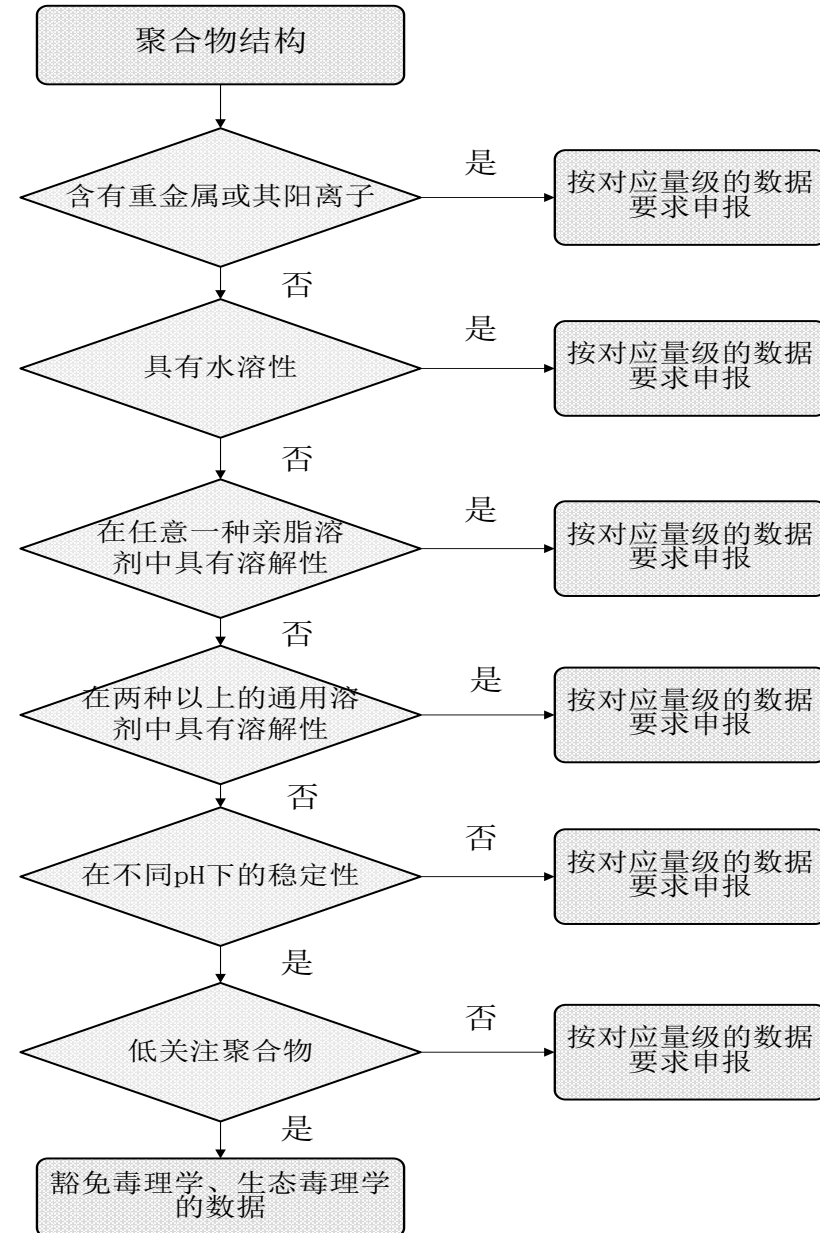 聚合物结构
含有重金属或其阳离子
是
按对应量级的数据
要求申报
否
具有水溶性
是
按对应量级的数据
要求申报
否
在任意一种亲脂溶
剂中具有溶解性
是
按对应量级的数据
要求申报
否
在两种以上的通用溶
剂中具有溶解性
是
按对应量级的数据
要求申报
否
在不同pH下的稳定性
否
按对应量级的数据
要求申报
是
低关注聚合物
否
按对应量级的数据
要求申报
是
豁免毒理学、生态毒理学
的数据